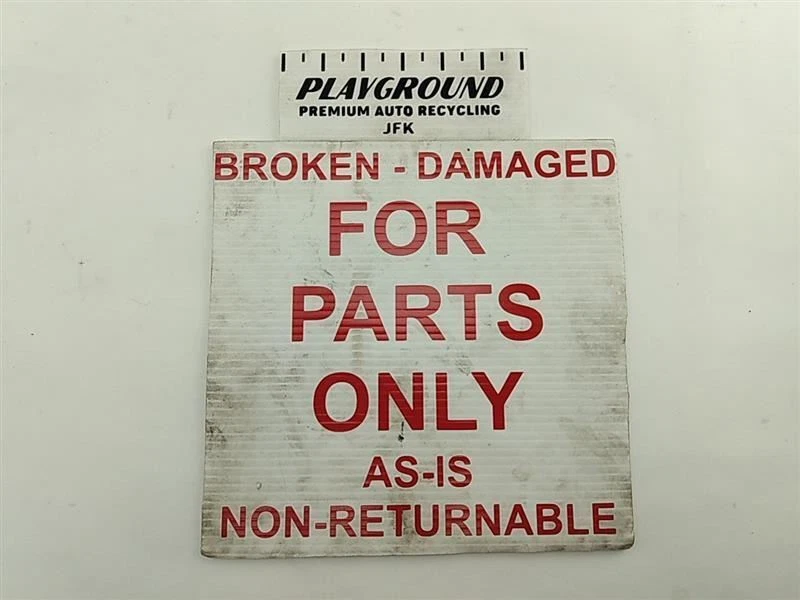 PLAYGROUND
PREMIUM AUTO RECYCLING
JFK
BROKEN - DAMAGED
FOR
PARTS
ONLY
AS-IS
NON-RETURNABLE